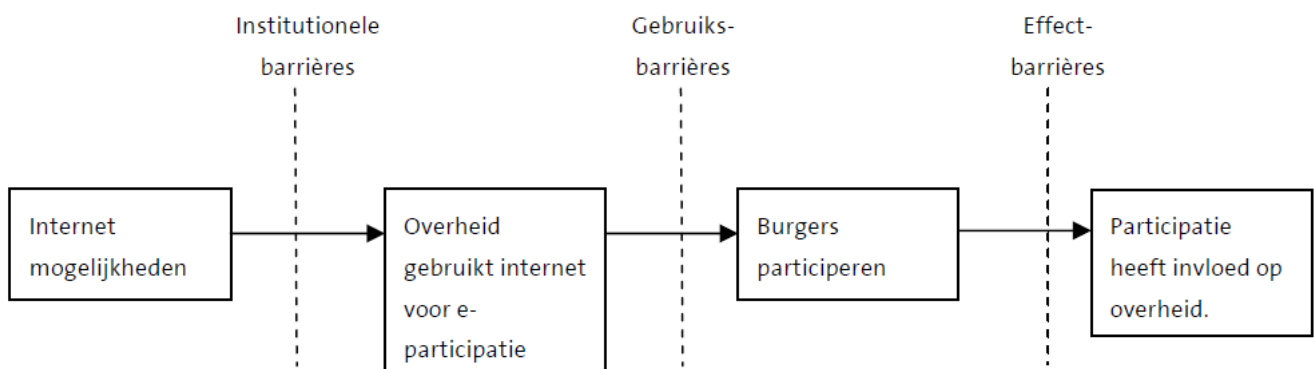 Institutionele
barrières
Gebruiks-
barrières
Effect-
barrières
Internet
mogelijkheden
Overheid
gebruikt internet
voor e-
participatie
Burgers
participeren
Participatie
heeft invloed op
overheid.